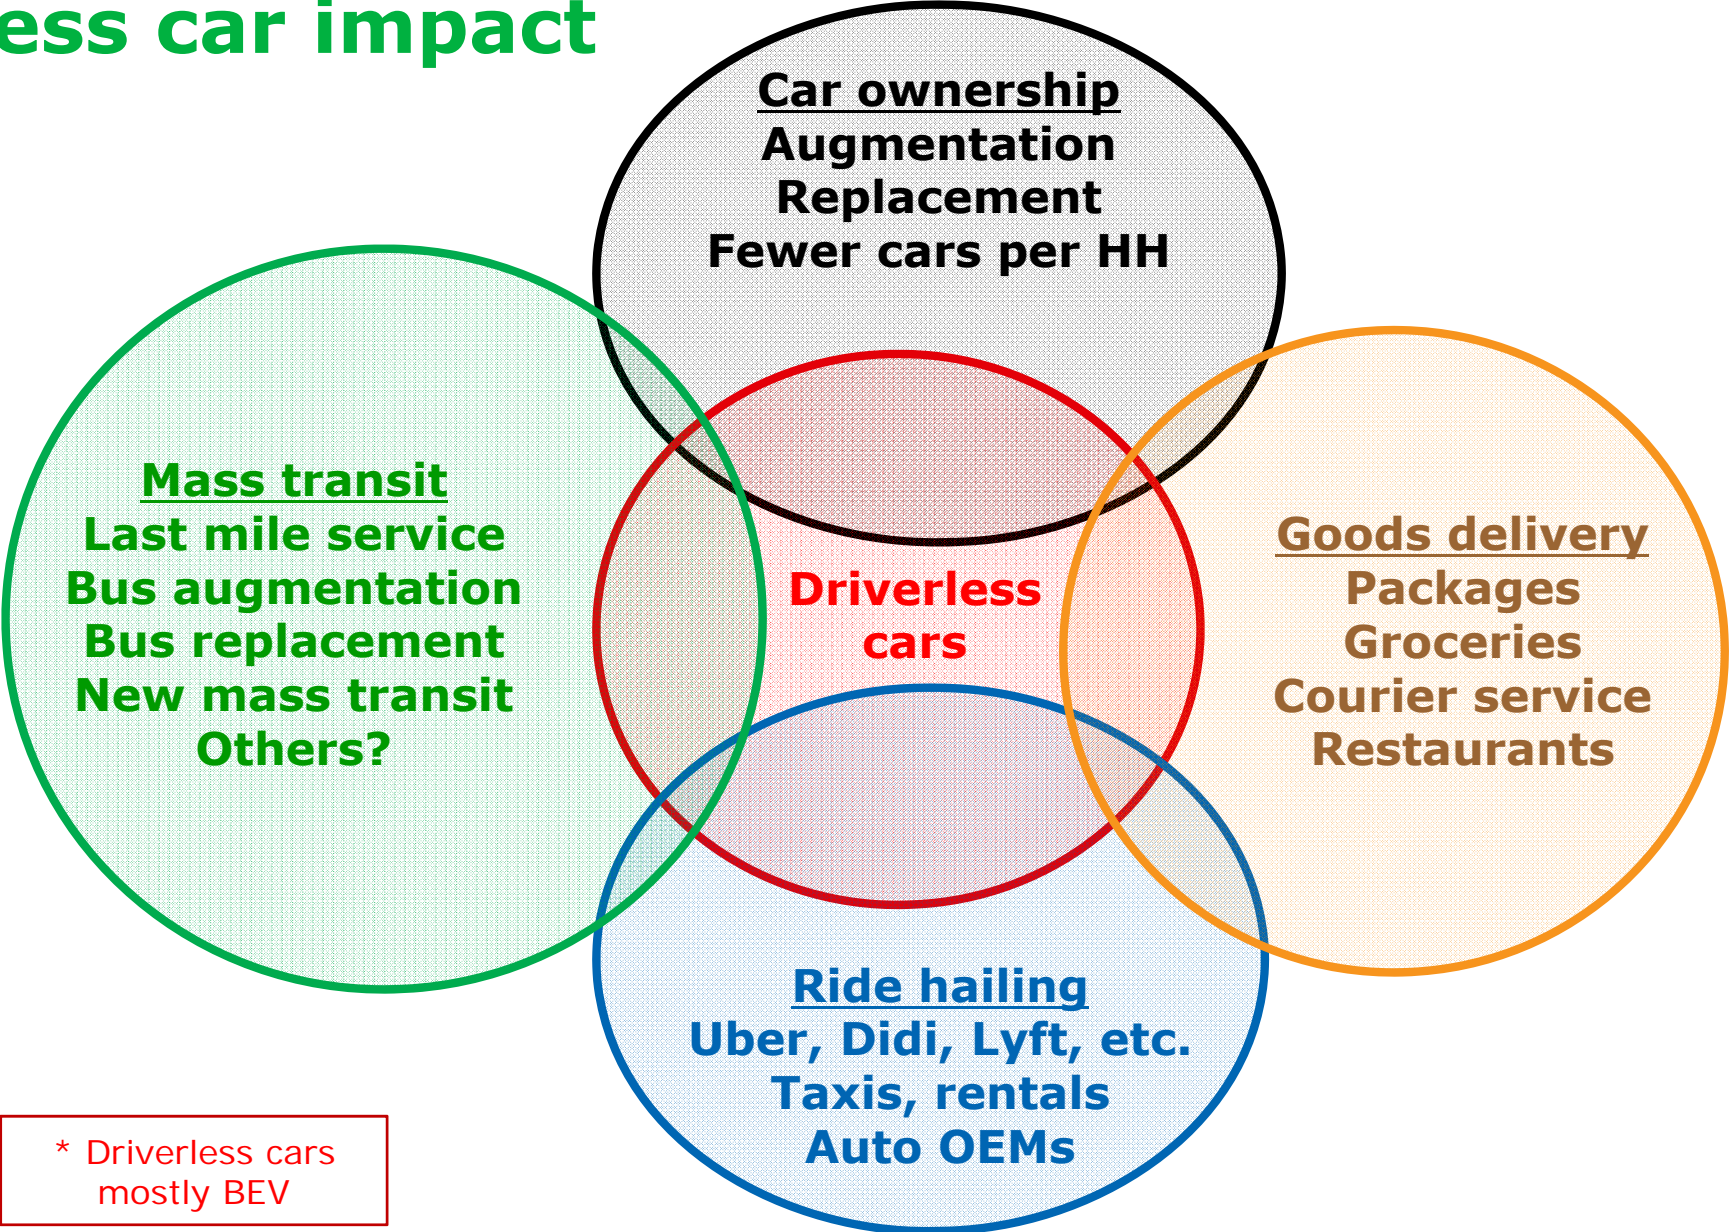 ess car impact
Car ownership
Augmentation
Replacement
Fewer cars per HH
Mass transit
Last mile service
Bus augmentation
Bus replacement
New mass transit
Others?
Driverless
cars
Goods delivery
Packages
Groceries
Courier service
Restaurants
Ride hailing
Uber, Didi, Lyft, etc.
Taxis, rentals
Auto OEMs
* Driverless cars
mostly BEV